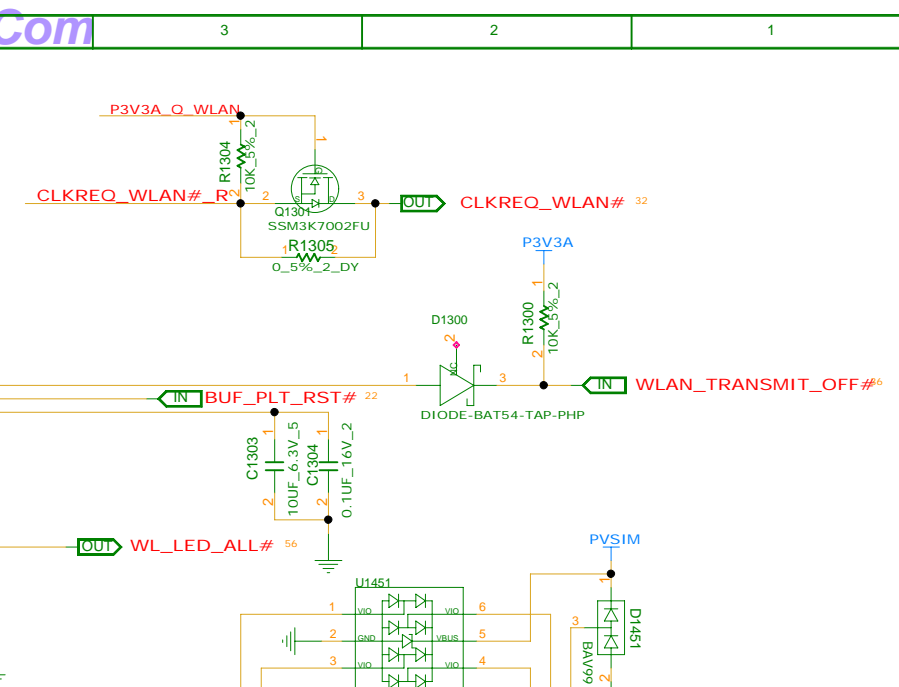 Com
3
2
1
P3V3A_Q_WLAN
1
R1304
10K_5%_2
2
1
G
S
D
CLKREQ_WLAN#_R
2
3
OUT
CLKREQ_WLAN# 32
Q1301
SSM3K7002FU
R1305
1
2
0_5%_2_DY
P3V3A
1
R1300
10K_5%_2
2
D1300
2
NC
1
3
IN
WLAN_TRANSMIT_OFF#
DIODE-BAT54-TAP-PHP
IN
BUF_PLT_RST# 22
1
C1303
10UF_6.3V_5
2
1
C1304
0.1UF_16V_2
2
OUT
WL_LED_ALL# 56
PVSIM
U1451
1
VIO
VIO
6
2
GND
VBUS
5
3
VIO
VIO
4
1
3
D1451
BAV99
2